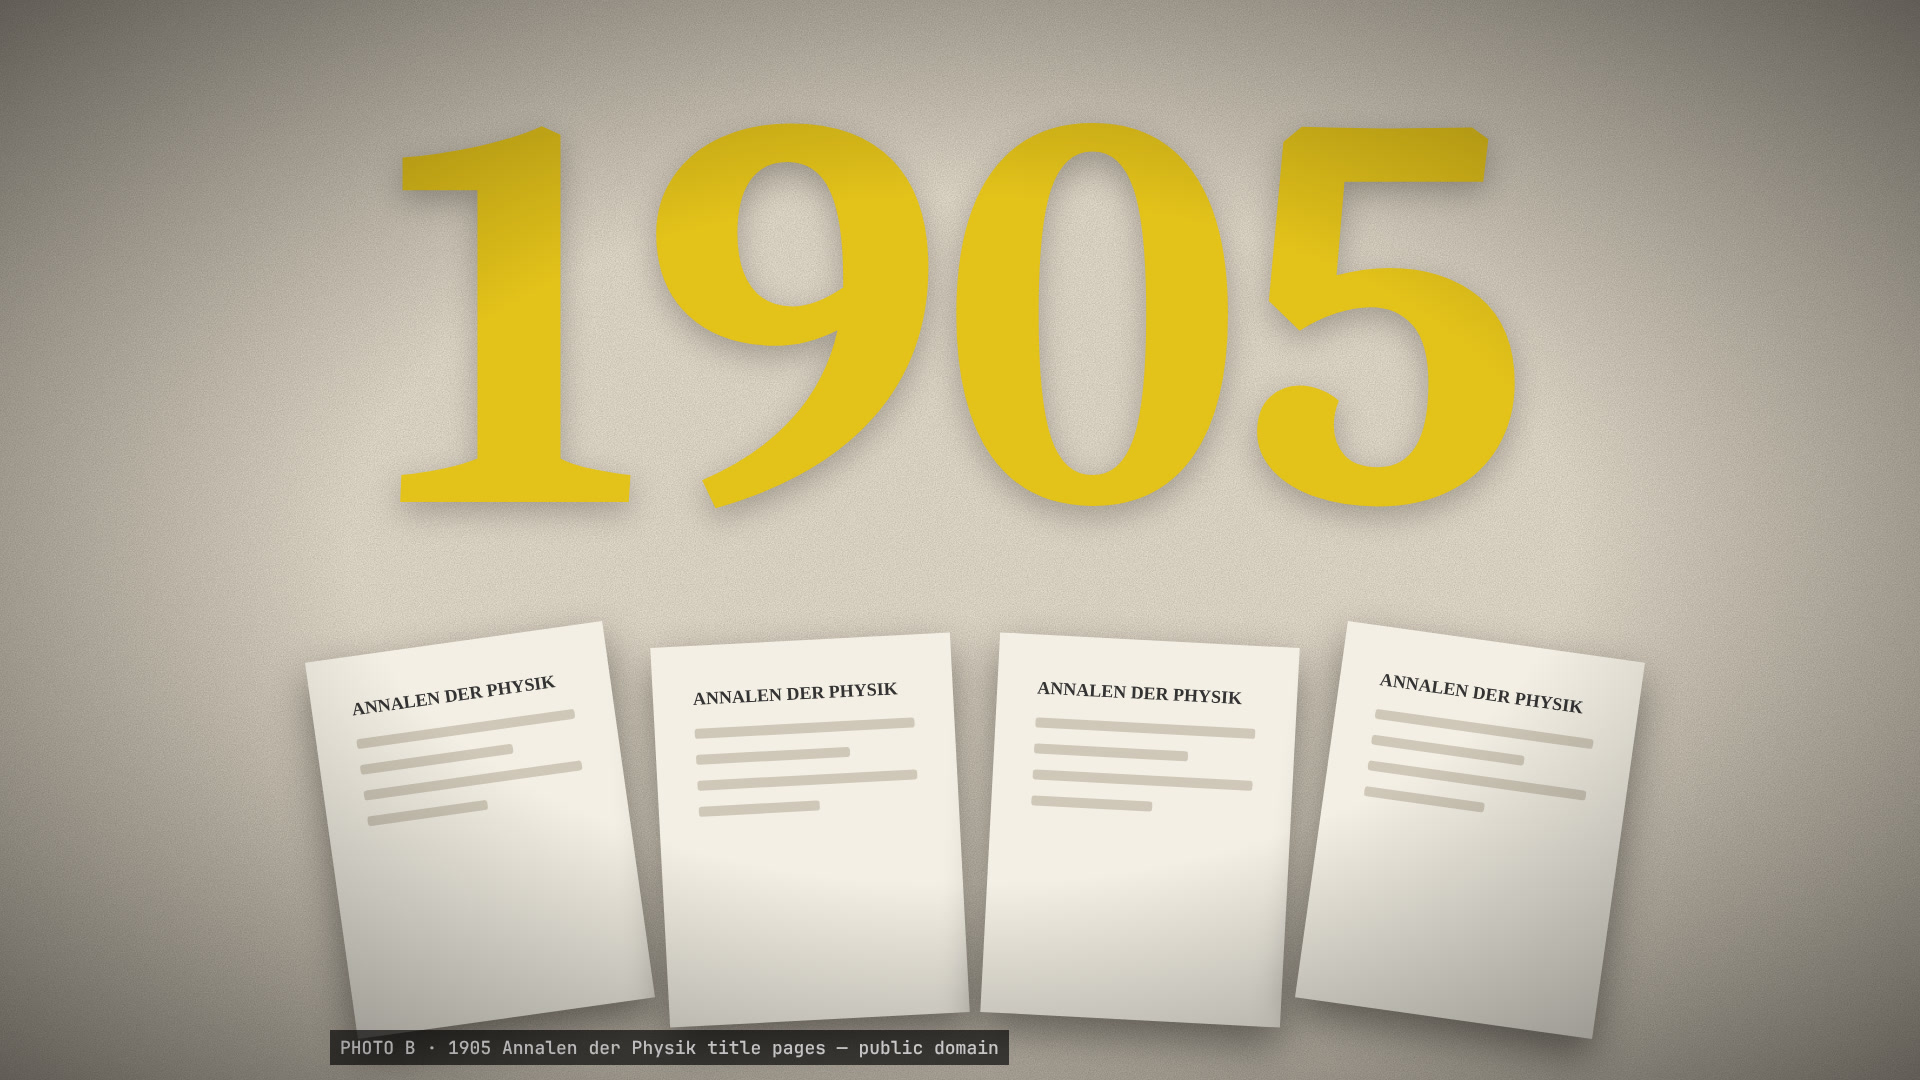 1905
ANNALEN DER PHYSIK
ANNALEN DER PHYSIK
ANNALEN DER PHYSIK
ANNALEN DER PHYSIK
PHOTO B · 1905 Annalen der Physik title pages — public domain